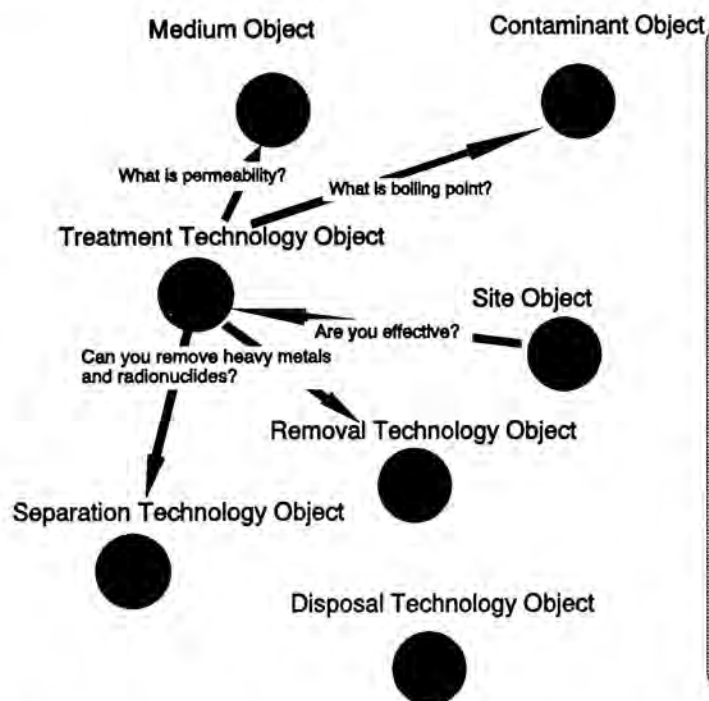 Contaminant Object
Medium Object
What is permeability?
What is boiling point?
Treatment Technology Object
Site Object
Are you effective?
Can you remove heavy metals
and radionuclides?
Removal Technology Object
Separation Technology Object
Disposal Technology Object